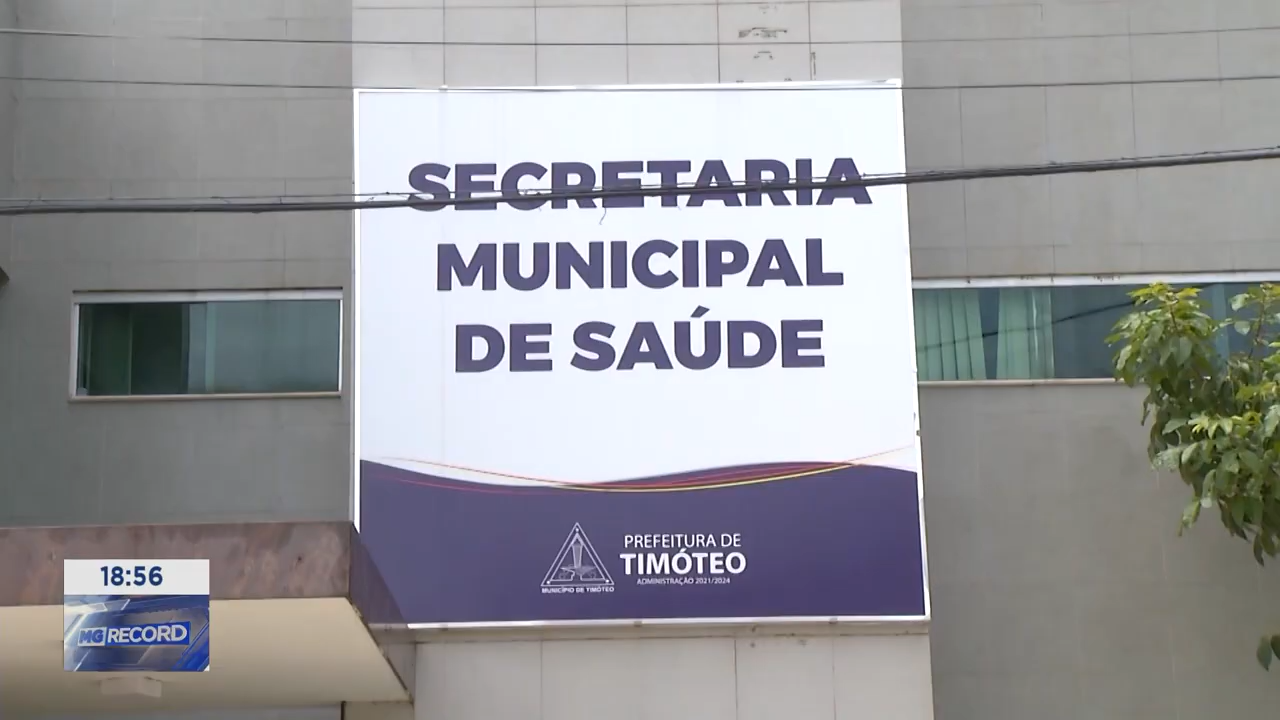 SECRETARIA
MUNICIPAL
DE SAÚDE
PREFEITURA DE
TIMÓTEO
ADMINISTRAÇÃO 2021/2024
MUNICÍPIO DE TIMÓTEO
18:56
MG RECORD